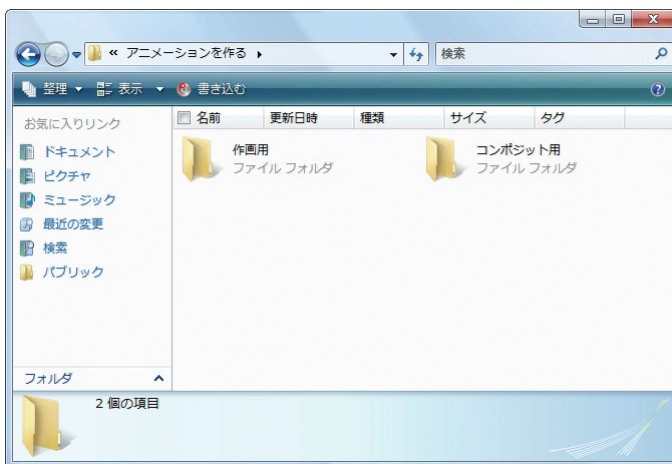 « アニメーションを作る
検索
整理 表示 書き込む
お気に入りリンク
ドキュメント
ピクチャ
ミュージック
最近の変更
検索
パブリック
フォルダ
名前 更新日時 種類 サイズ タグ
作画用
ファイル フォルダ
コンポジット用
ファイル フォルダ
2 個の項目